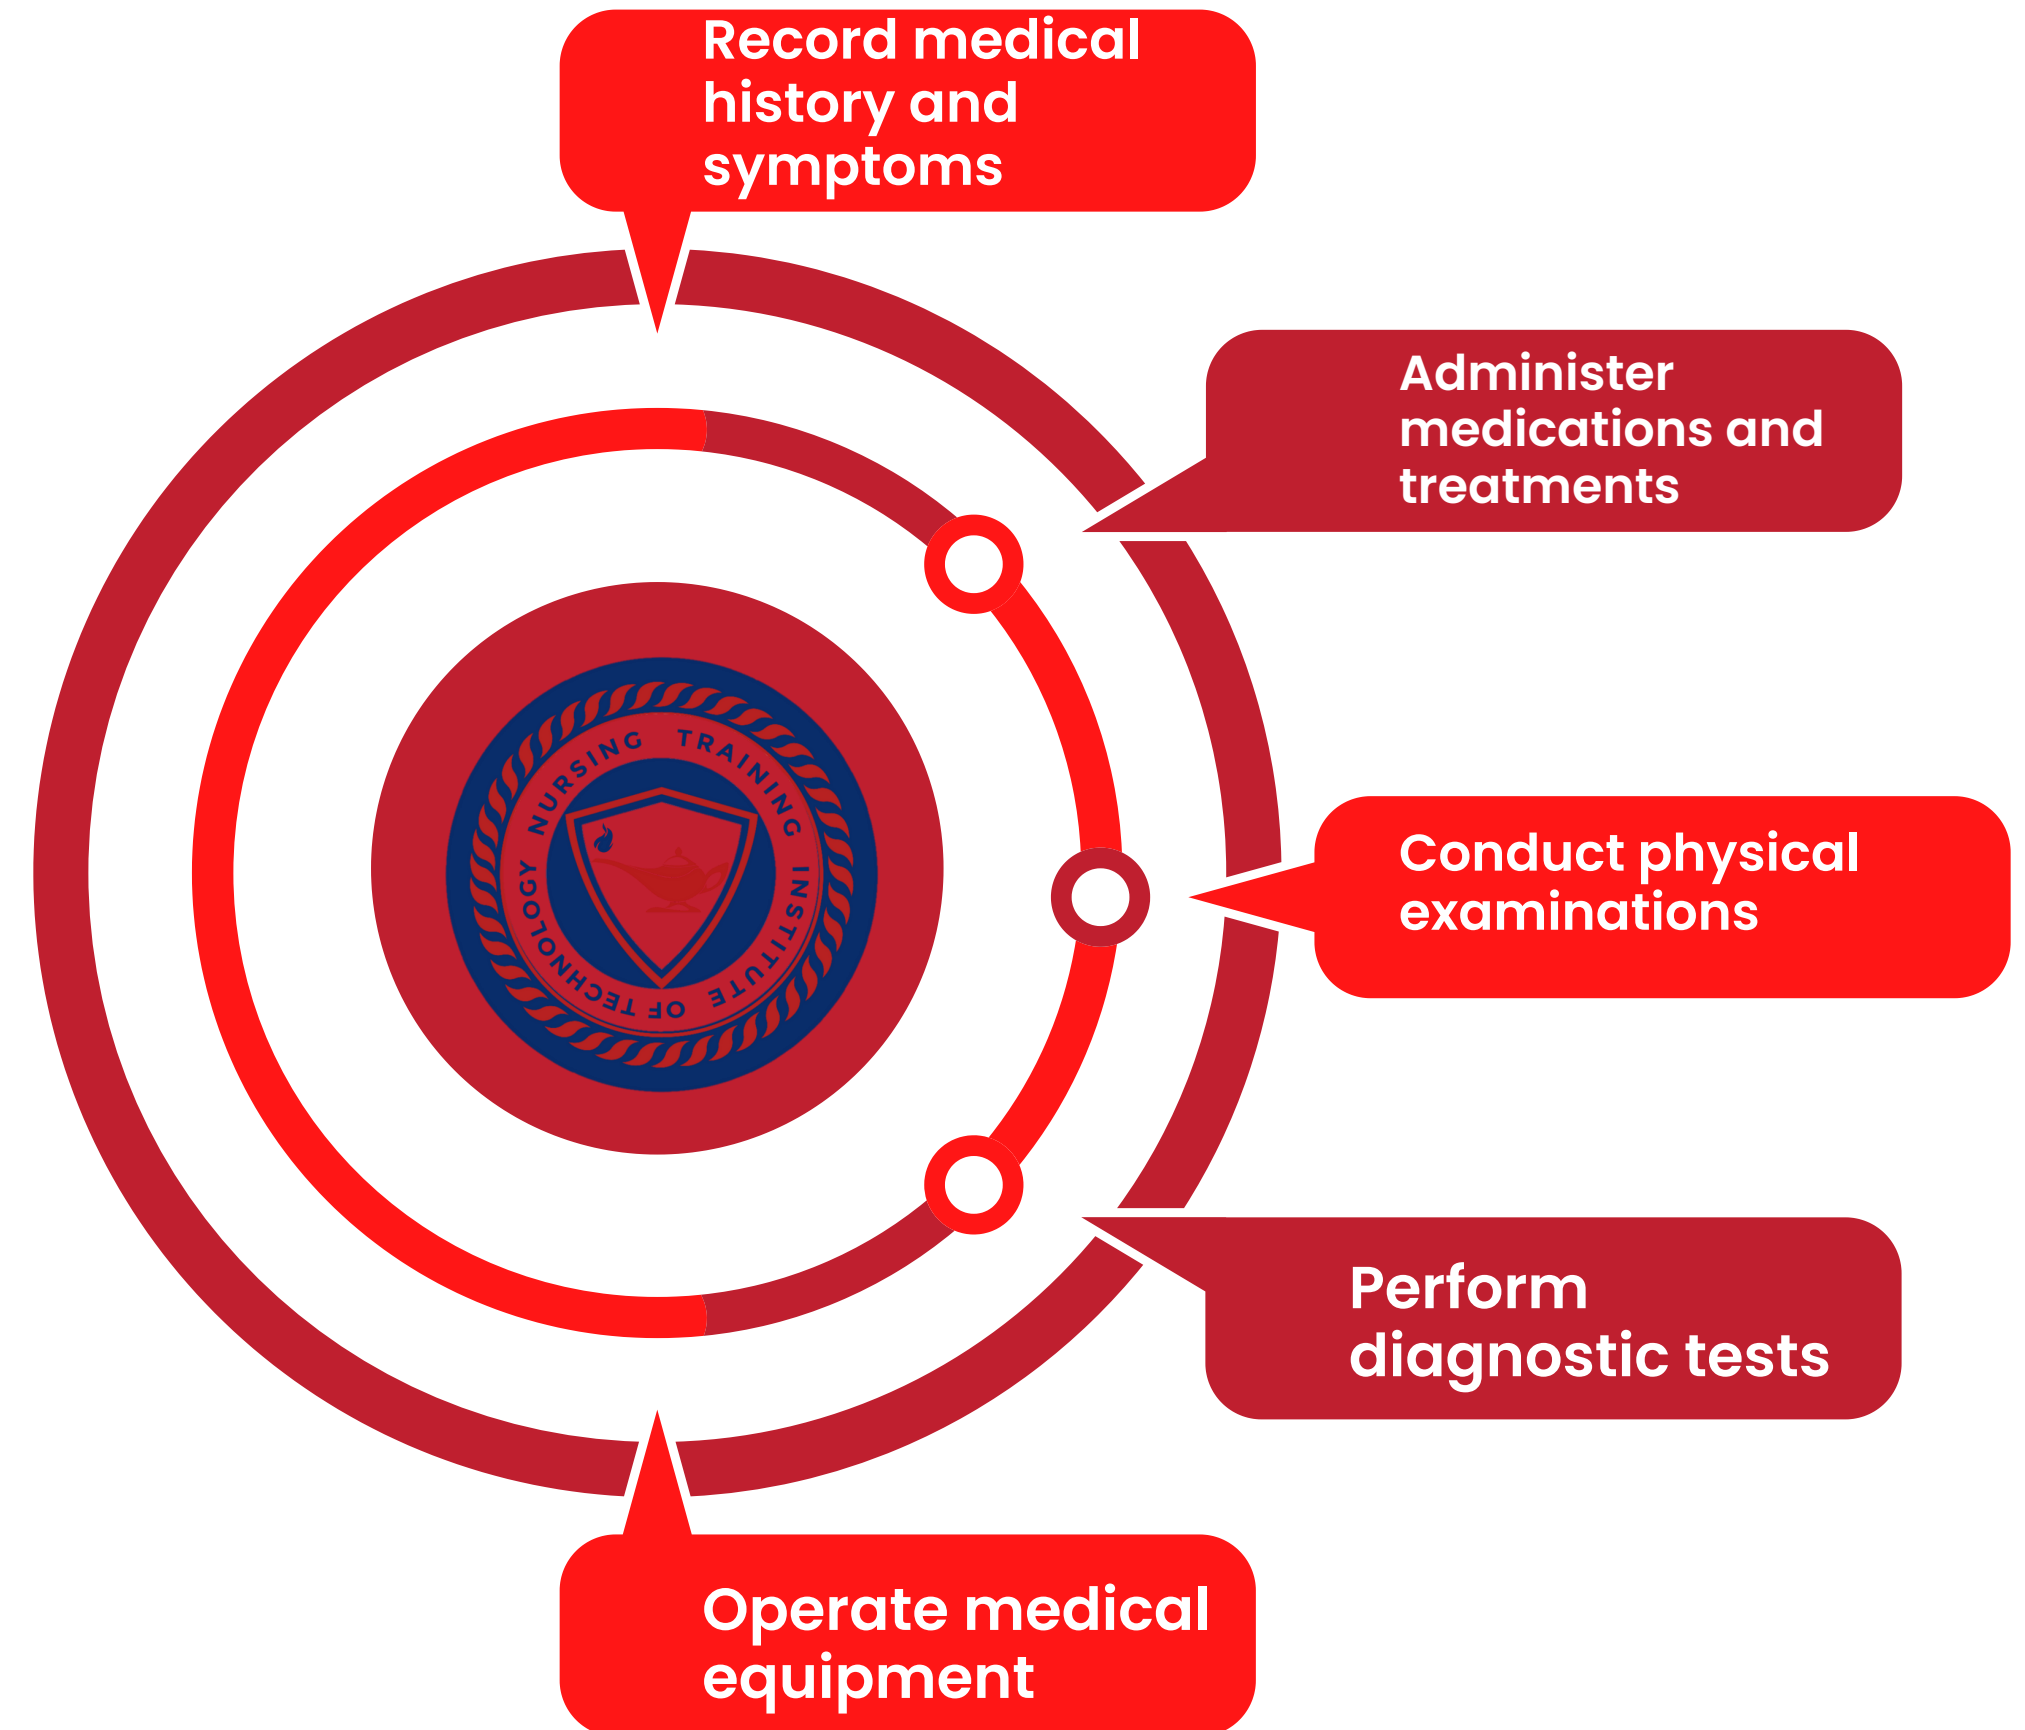 Record medical
history and
symptoms
Administer
medications and
treatments
Conduct physical
examinations
NURSING TRAINING INSTITUTE OF TECHNOLOGY
Perform
diagnostic tests
Operate medical
equipment